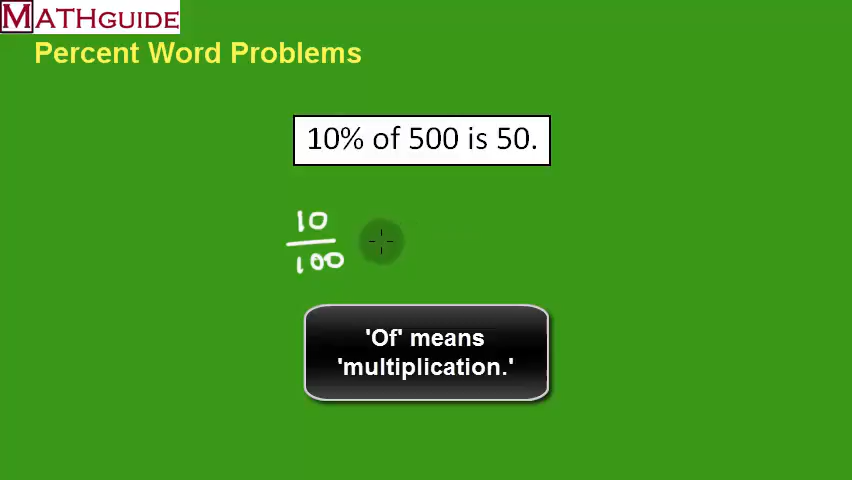 MATHGUIDE
Percent Word Problems
10% of 500 is 50.
10
100
'Of' means
'multiplication.'